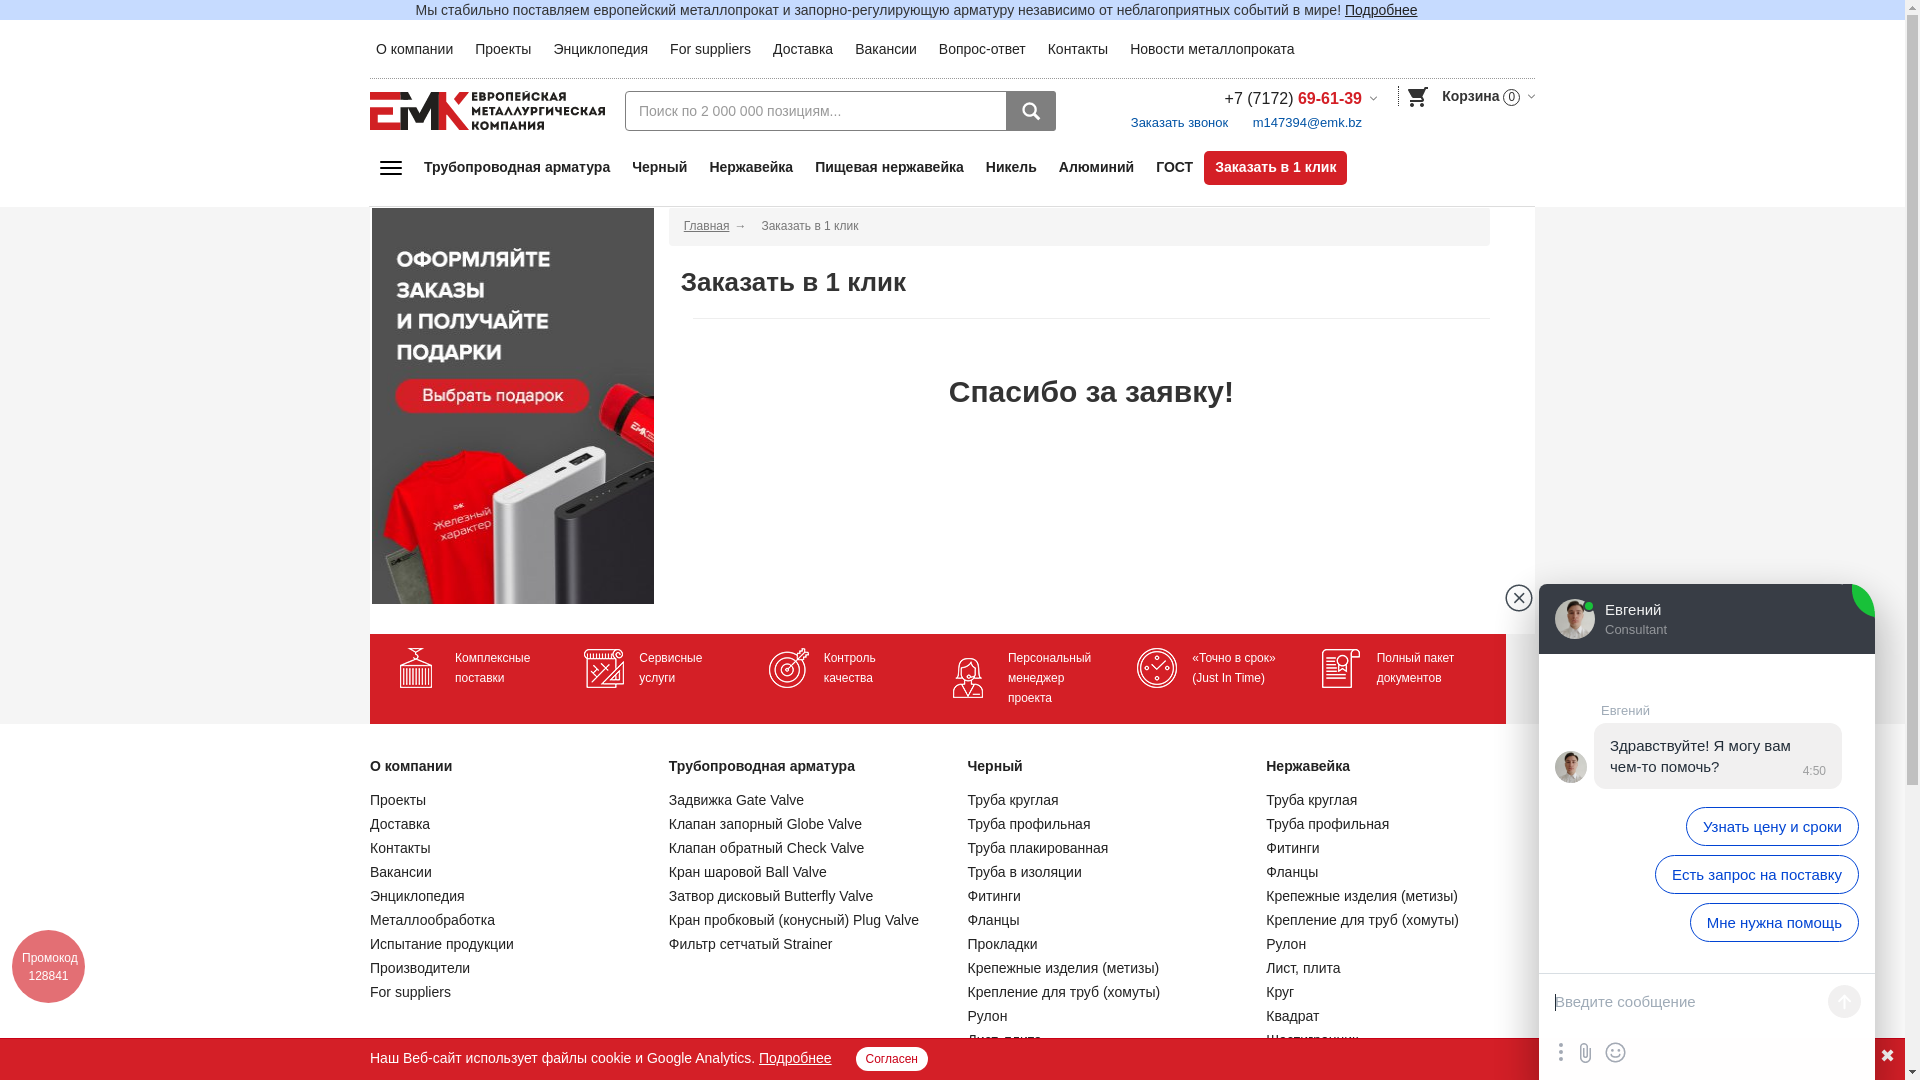 Мы стабильно поставляем европейский металлопрокат и запорно-регулирующую арматуру независимо от неблагоприятных событий в мире! Подробнее
О компании Проекты Энциклопедия For suppliers Доставка Вакансии Вопрос-ответ Контакты Новости металлопроката
ЕМК ЕВРОПЕЙСКАЯ
МЕТАЛЛУРГИЧЕСКАЯ
КОМПАНИЯ
Поиск по 2 000 000 позициям...
+7 (7172) 69-61-39
Заказать звонок m147394@emk.bz
Корзина 0
Трубопроводная арматура Черный Нержавейка Пищевая нержавейка Никель Алюминий ГОСТ Заказать в 1 клик
ОФОРМЛЯЙТЕ
ЗАКАЗЫ
И ПОЛУЧАЙТЕ
ПОДАРКИ
Выбрать подарок
ЕМК
Железный
характер
Главная → Заказать в 1 клик
Заказать в 1 клик
Спасибо за заявку!
Комплексные
поставки
Сервисные
услуги
Контроль
качества
Персональный
менеджер
проекта
«Точно в срок»
(Just In Time)
Полный пакет
документов
О компании
Проекты
Доставка
Контакты
Вакансии
Энциклопедия
Металлообработка
Испытание продукции
Производители
For suppliers
Трубопроводная арматура
Задвижка Gate Valve
Клапан запорный Globe Valve
Клапан обратный Check Valve
Кран шаровой Ball Valve
Затвор дисковый Butterfly Valve
Кран пробковый (конусный) Plug Valve
Фильтр сетчатый Strainer
Черный
Труба круглая
Труба профильная
Труба плакированная
Труба в изоляции
Фитинги
Фланцы
Прокладки
Крепежные изделия (метизы)
Крепление для труб (хомуты)
Рулон
Нержавейка
Труба круглая
Труба профильная
Фитинги
Фланцы
Крепежные изделия (метизы)
Крепление для труб (хомуты)
Рулон
Лист, плита
Круг
Квадрат
Промокод
128841
Евгений
Consultant
Евгений
Здравствуйте! Я могу вам
чем-то помочь?
4:50
Узнать цену и сроки
Есть запрос на поставку
Мне нужна помощь
Введите сообщение
Наш Веб-сайт использует файлы cookie и Google Analytics. Подробнее Согласен